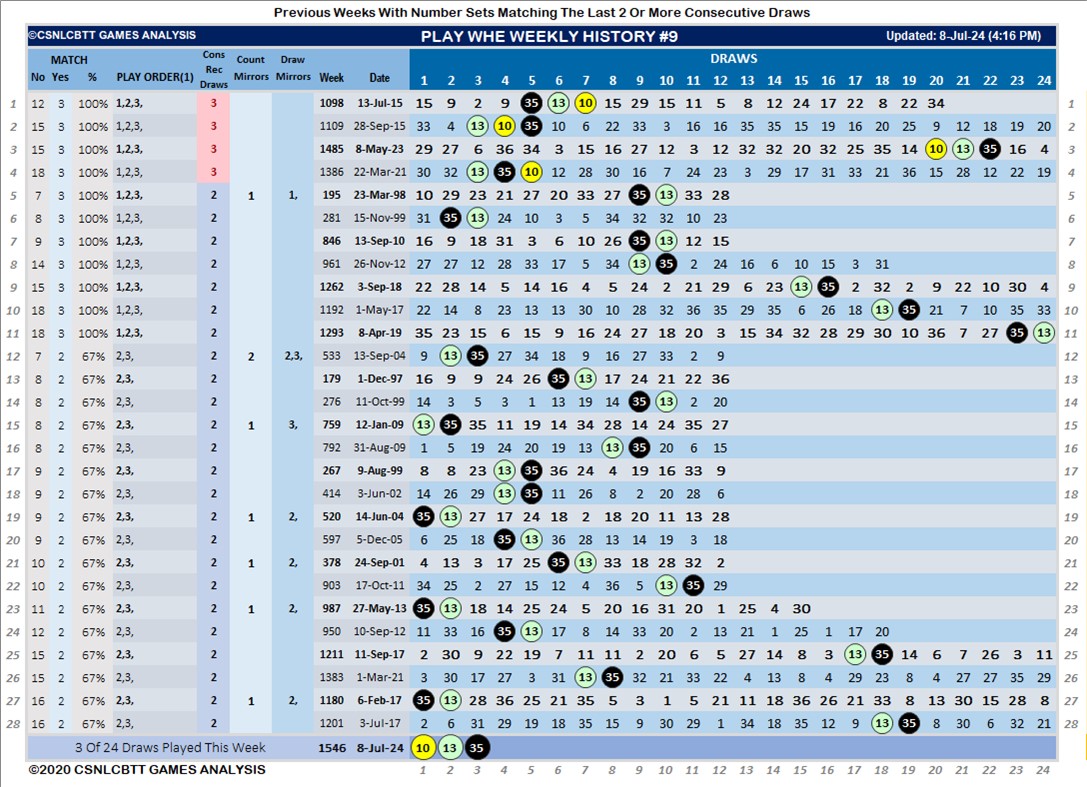 Previous Weeks With Number Sets Matching The Last 2 Or More Consecutive Draws
©CSNLCBTT GAMES ANALYSIS PLAY WHE WEEKLY HISTORY #9 Updated: 8-Jul-24 (4:16 PM)
MATCH Cons Rec Draws Count Mirrors Draw Mirrors DRAWS
No Yes % PLAY ORDER(1) Week Date 1 2 3 4 5 6 7 8 9 10 11 12 13 14 15 16 17 18 19 20 21 22 23 24
1 12 3 100% 1,2,3, 3 1098 13-Jul-15 15 9 2 9 35 13 10 15 29 15 11 5 8 12 24 17 22 8 22 34 1
2 15 3 100% 1,2,3, 3 1109 28-Sep-15 33 4 13 10 35 10 6 22 33 3 16 16 35 35 15 19 16 20 25 9 12 18 19 20 2
3 15 3 100% 1,2,3, 3 1485 8-May-23 29 27 6 36 34 3 15 16 27 12 3 12 32 32 20 32 25 35 14 10 13 35 16 4 3
4 18 3 100% 1,2,3, 3 1386 22-Mar-21 30 32 13 35 10 12 28 30 16 7 24 23 3 29 17 31 33 21 36 15 28 12 22 19 4
5 7 3 100% 1,2,3, 2 1 1, 195 23-Mar-98 10 29 23 21 27 20 33 27 35 13 33 28 5
6 8 3 100% 1,2,3, 2 281 15-Nov-99 31 35 13 24 10 3 5 34 32 32 10 23 6
7 9 3 100% 1,2,3, 2 846 13-Sep-10 16 9 18 31 3 6 10 26 35 13 12 15 7
8 14 3 100% 1,2,3, 2 961 26-Nov-12 27 27 12 28 33 17 5 34 13 35 2 24 16 6 10 15 3 31 8
9 15 3 100% 1,2,3, 2 1262 3-Sep-18 22 28 14 5 14 16 4 5 24 2 21 29 6 23 13 35 2 32 2 9 22 10 30 4 9
10 18 3 100% 1,2,3, 2 1192 1-May-17 22 14 8 23 13 13 30 10 28 32 36 35 29 35 6 26 18 13 35 21 7 10 35 33 10
11 18 3 100% 1,2,3, 2 1293 8-Apr-19 35 23 15 6 15 9 16 24 27 18 20 3 15 34 32 28 29 30 10 36 7 27 35 13 11
12 7 2 67% 2,3, 2 2 2,3, 533 13-Sep-04 9 13 35 27 34 18 9 16 27 33 2 9 12
13 8 2 67% 2,3, 2 179 1-Dec-97 16 9 9 24 26 35 13 17 24 21 22 36 13
14 8 2 67% 2,3, 2 276 11-Oct-99 14 3 5 3 1 13 19 14 35 13 2 20 14
15 8 2 67% 2,3, 2 1 3, 759 12-Jan-09 13 35 35 11 19 14 34 28 14 24 35 27 15
16 8 2 67% 2,3, 2 792 31-Aug-09 1 5 19 24 20 19 13 13 35 20 6 15 16
17 9 2 67% 2,3, 2 267 9-Aug-99 8 8 23 13 35 36 24 4 19 16 33 9 17
18 9 2 67% 2,3, 2 414 3-Jun-02 14 26 29 13 35 11 26 8 2 20 28 6 18
19 9 2 67% 2,3, 2 1 2, 520 14-Jun-04 35 13 27 17 24 18 2 18 20 11 13 28 19
20 9 2 67% 2,3, 2 597 5-Dec-05 6 25 18 35 13 36 28 13 14 19 3 18 20
21 10 2 67% 2,3, 2 1 2, 378 24-Sep-01 4 13 3 17 25 35 13 33 18 28 32 2 21
22 10 2 67% 2,3, 2 903 17-Oct-11 34 25 2 27 15 12 4 36 5 13 35 29 22
23 11 2 67% 2,3, 2 1 2, 987 27-May-13 35 13 18 14 25 24 5 20 16 31 20 1 25 4 30 23
24 12 2 67% 2,3, 2 950 10-Sep-12 11 33 16 35 13 17 8 14 33 20 2 13 21 1 25 1 17 20 24
25 15 2 67% 2,3, 2 1211 11-Sep-17 2 30 9 22 19 7 11 11 2 20 6 5 27 14 8 3 13 35 14 6 7 26 3 11 25
26 15 2 67% 2,3, 2 1383 1-Mar-21 3 30 17 27 3 31 13 35 32 21 33 22 4 13 8 4 29 23 8 4 27 27 35 29 26
27 16 2 67% 2,3, 2 1 2, 1180 6-Feb-17 35 13 28 36 25 21 35 5 3 1 5 21 11 18 36 26 21 33 8 13 30 15 28 8 27
28 16 2 67% 2,3, 2 1201 3-Jul-17 2 6 31 29 19 18 35 15 9 30 29 1 34 18 35 12 9 13 35 8 30 6 32 21 28
3 Of 24 Draws Played This Week 1546 8-Jul-24 10 13 35
©2020 CSNLCBTT GAMES ANALYSIS 1 2 3 4 5 6 7 8 9 10 11 12 13 14 15 16 17 18 19 20 21 22 23 24